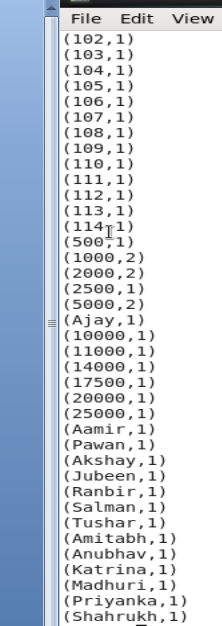 File Edit View
(102,1)
(103,1)
(104,1)
(105,1)
(106,1)
(107,1)
(108,1)
(109,1)
(110,1)
(111,1)
(112,1)
(113,1)
(114,1)
(500,1)
(1000,2)
(2000,2)
(2500,1)
(5000,2)
(Ajay,1)
(10000,1)
(11000,1)
(14000,1)
(17500,1)
(20000,1)
(25000,1)
(Aamir,1)
(Pawan,1)
(Akshay,1)
(Jubeen,1)
(Ranbir,1)
(Salman,1)
(Tushar,1)
(Amitabh,1)
(Anubhav,1)
(Katrina,1)
(Madhuri,1)
(Priyanka,1)
(Shahrukh,1)